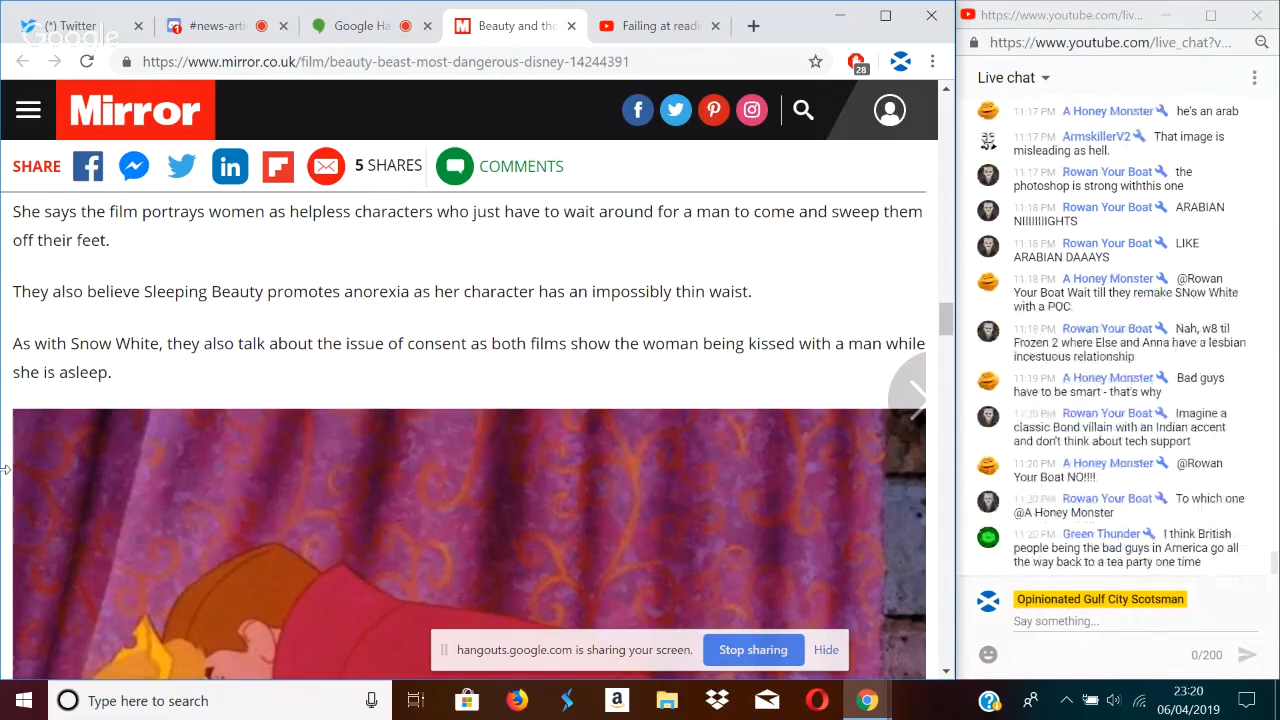 (*) Twitter
#news-arti
Google Ha
Beauty and the
Failing at readi
Google
https://www.youtube.com/liv...
https://www.mirror.co.uk/film/beauty-beast-most-dangerous-disney-14244391
28
https://www.youtube.com/live_chat?v...
Mirror
Live chat
SHARE
5 SHARES
COMMENTS
She says the film portrays women as helpless characters who just have to wait around for a man to come and sweep them
off their feet.
They also believe Sleeping Beauty promotes anorexia as her character has an impossibly thin waist.
As with Snow White, they also talk about the issue of consent as both films show the woman being kissed with a man while
she is asleep.
hangouts.google.com is sharing your screen.
Stop sharing
Hide
11:17 PM A Honey Monster he's an arab
11:17 PM ArmskillerV2 That image is
misleading as hell.
11:17 PM Rowan Your Boat the
photoshop is strong withthis one
11:18 PM Rowan Your Boat ARABIAN
NIIIIIIIGHTS
11:18 PM Rowan Your Boat LIKE
ARABIAN DAAAYS
11:18 PM A Honey Monster @Rowan
Your Boat Wait till they remake SNow White
with a POC
11:18 PM Rowan Your Boat Nah, w8 til
Frozen 2 where Else and Anna have a lesbian
incestuous relationship
11:19 PM A Honey Monster Bad guys
have to be smart - that's why
11:20 PM Rowan Your Boat Imagine a
classic Bond villain with an Indian accent
and don't think about tech support
11:20 PM A Honey Monster @Rowan
Your Boat NO!!!!
11:20 PM Rowan Your Boat To which one
@A Honey Monster
11:20 PM Green Thunder I think British
people being the bad guys in America go all
the way back to a tea party one time
Opinionated Gulf City Scotsman
Say something...
0/200
Type here to search
23:20
06/04/2019